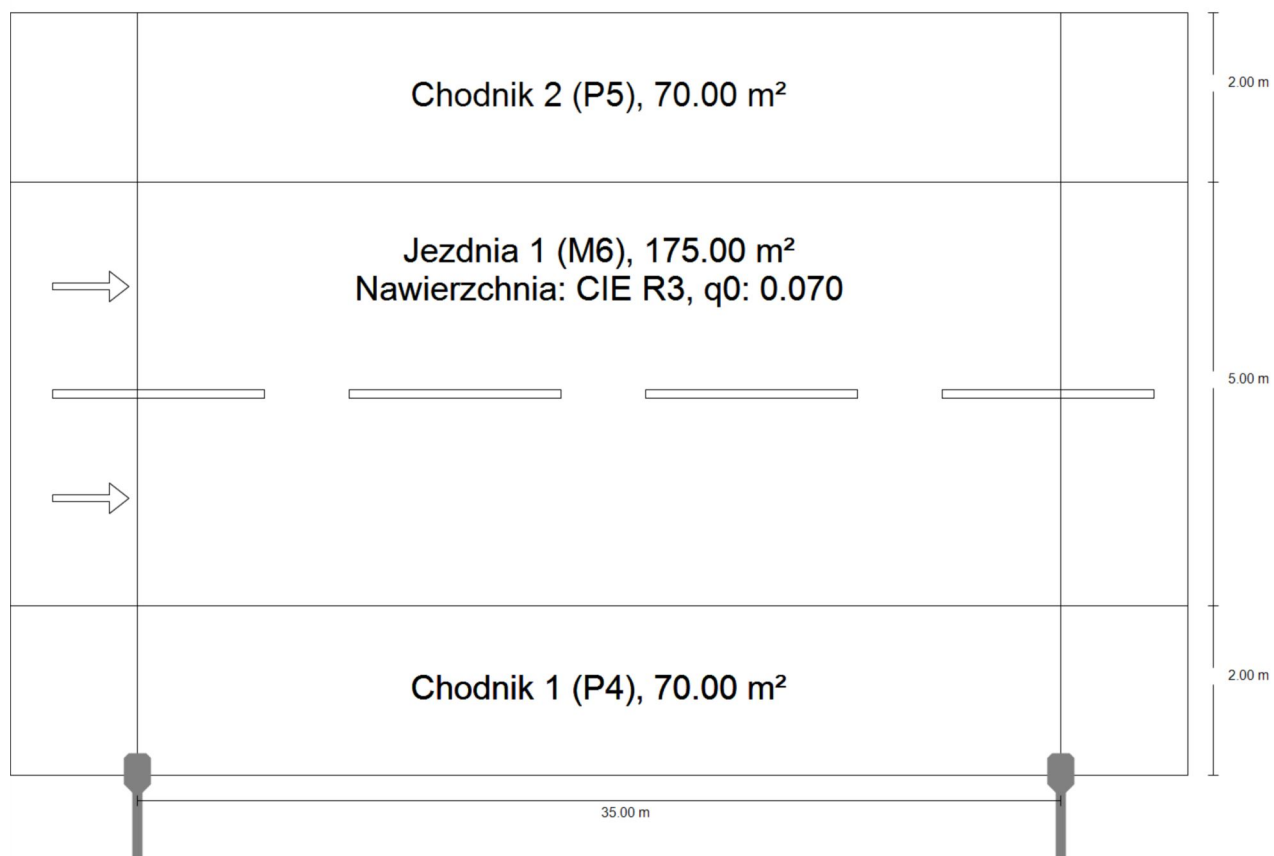 Chodnik 2 (P5), 70.00 m²
2.00 m
Jezdnia 1 (M6), 175.00 m²
Nawierzchnia: CIE R3, q0: 0.070
5.00 m
Chodnik 1 (P4), 70.00 m²
2.00 m
35.00 m